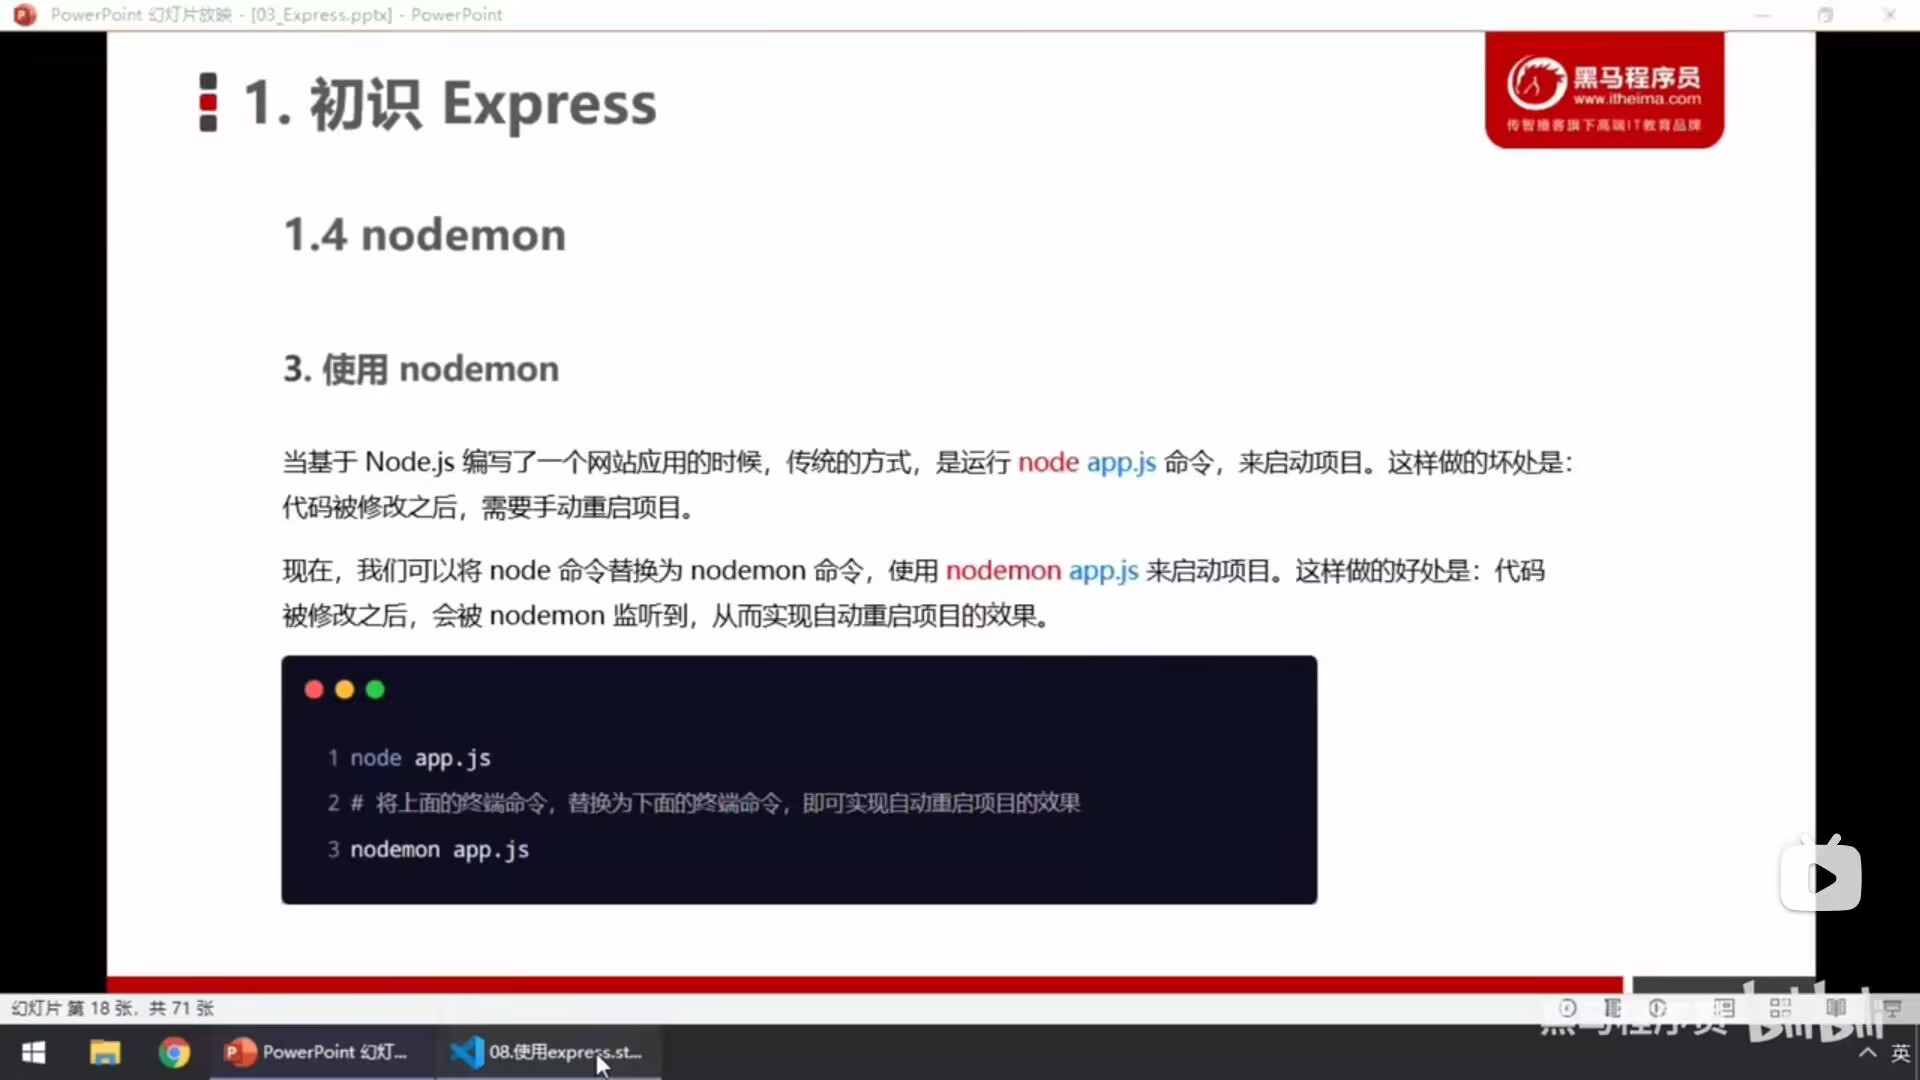 PowerPoint 幻灯片放映 - [03_Express.pptx] - PowerPoint
1. 初识 Express
黑马程序员
www.itheima.com
传智播客旗下高端IT教育品牌
1.4 nodemon
3. 使用 nodemon
当基于 Node.js 编写了一个网站应用的时候，传统的方式，是运行 node app.js 命令，来启动项目。这样做的坏处是：
代码被修改之后，需要手动重启项目。
现在，我们可以将 node 命令替换为 nodemon 命令，使用 nodemon app.js 来启动项目。这样做的好处是：代码
被修改之后，会被 nodemon 监听到，从而实现自动重启项目的效果。
1 node app.js
2 # 将上面的终端命令，替换为下面的终端命令，即可实现自动重启项目的效果
3 nodemon app.js
幻灯片 第 18 张，共 71 张
黑马程序员 bilibili
PowerPoint 幻灯...
08.使用express.st...
英